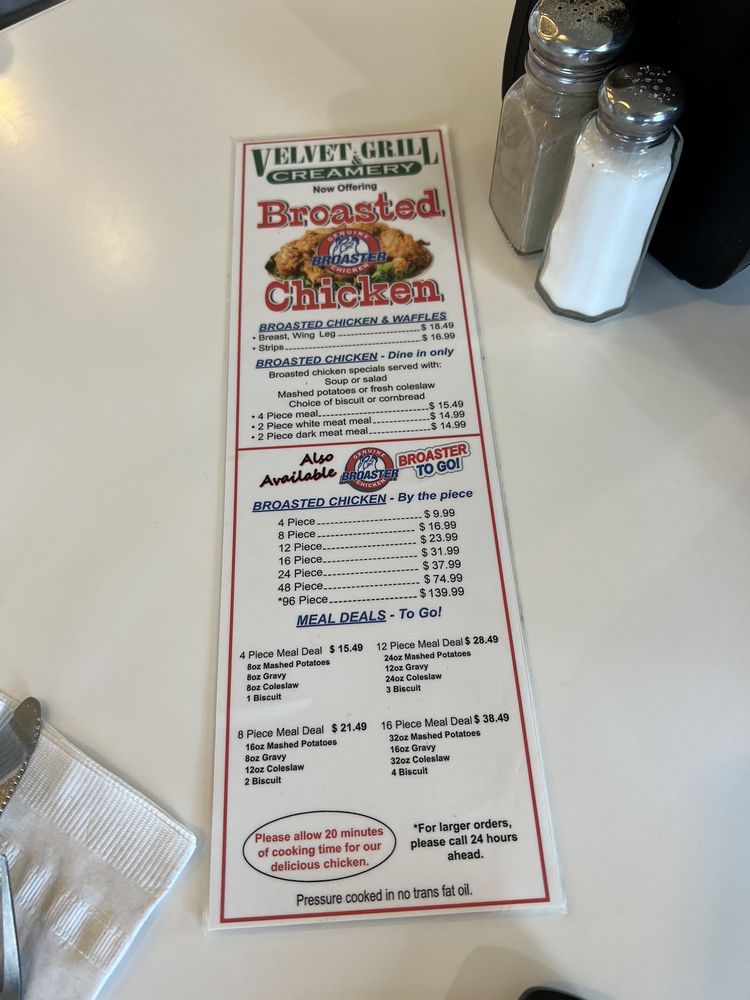 VELVET GRILL
&
CREAMERY
Now Offering
Broasted
GENUINE
BROASTER
CHICKEN
Chicken
BROASTED CHICKEN & WAFFLES
• Breast, Wing Leg $ 18.49
• Strips $ 16.99
BROASTED CHICKEN - Dine in only
Broasted chicken specials served with:
Soup or salad
Mashed potatoes or fresh coleslaw
Choice of biscuit or cornbread
• 4 Piece meal $ 15.49
• 2 Piece white meat meal $ 14.99
• 2 Piece dark meat meal $ 14.99
Also
Available
GENUINE
BROASTER
CHICKEN
BROASTER
TO GO!
BROASTED CHICKEN - By the piece
4 Piece $ 9.99
8 Piece $ 16.99
12 Piece $ 23.99
16 Piece $ 31.99
24 Piece $ 37.99
48 Piece $ 74.99
*96 Piece $ 139.99
MEAL DEALS - To Go!
4 Piece Meal Deal $ 15.49
8oz Mashed Potatoes
8oz Gravy
8oz Coleslaw
1 Biscuit
12 Piece Meal Deal $ 28.49
24oz Mashed Potatoes
12oz Gravy
24oz Coleslaw
3 Biscuit
8 Piece Meal Deal $ 21.49
16oz Mashed Potatoes
8oz Gravy
12oz Coleslaw
2 Biscuit
16 Piece Meal Deal $ 38.49
32oz Mashed Potatoes
16oz Gravy
32oz Coleslaw
4 Biscuit
Please allow 20 minutes
of cooking time for our
delicious chicken.
*For larger orders,
please call 24 hours
ahead.
Pressure cooked in no trans fat oil.